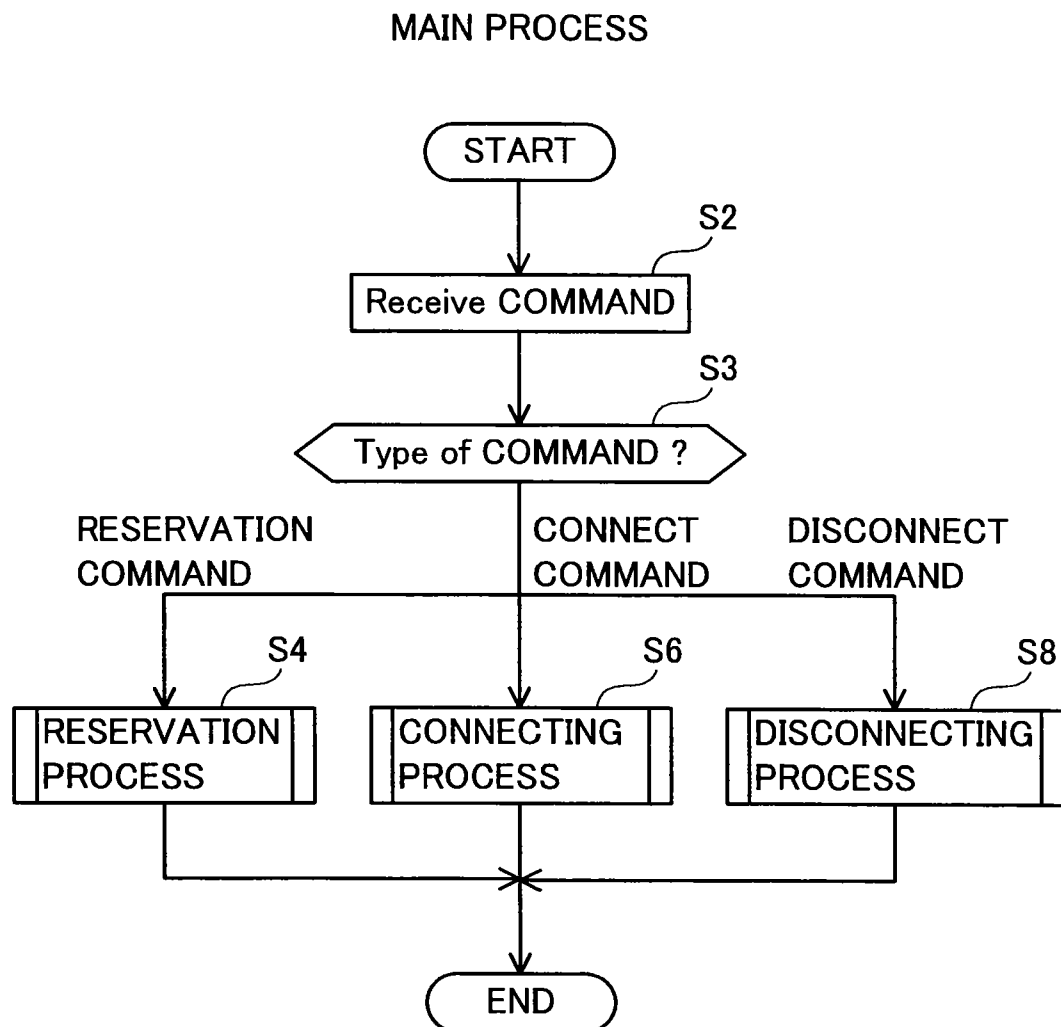 MAIN PROCESS
START
S2
Receive COMMAND
S3
Type of COMMAND ?
RESERVATION
COMMAND
CONNECT
COMMAND
DISCONNECT
COMMAND
S4
RESERVATION
PROCESS
S6
CONNECTING
PROCESS
S8
DISCONNECTING
PROCESS
END